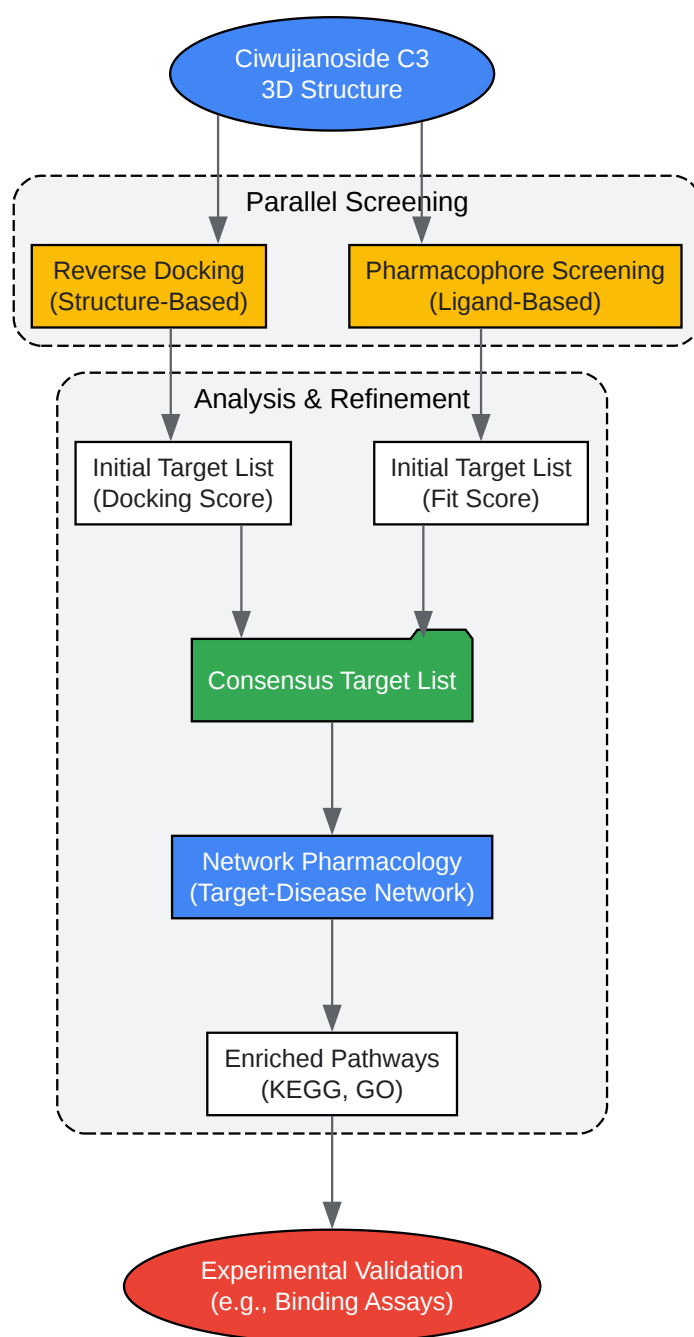 Ciwujianoside C3
3D Structure
Parallel Screening
Reverse Docking
(Structure-Based)
Pharmacophore Screening
(Ligand-Based)
Analysis & Refinement
Initial Target List
(Docking Score)
Initial Target List
(Fit Score)
Consensus Target List
Network Pharmacology
(Target-Disease Network)
Enriched Pathways
(KEGG, GO)
Experimental Validation
(e.g., Binding Assays)